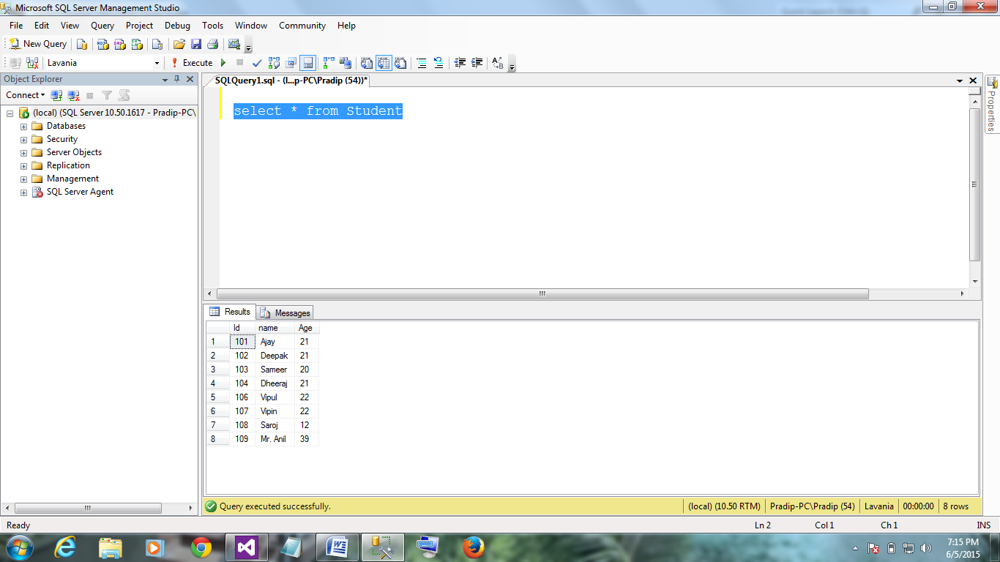 Microsoft SQL Server Management Studio
File Edit View Query Project Debug Tools Window Community Help
New Query
Lavania Execute
Object Explorer
Connect
(local) (SQL Server 10.50.1617 - Pradip-PC\
Databases
Security
Server Objects
Replication
Management
SQL Server Agent
SQLQuery1.sql - (l...p-PC\Pradip (54))*
select * from Student
Properties
Results Messages
Id name Age
1 101 Ajay 21
2 102 Deepak 21
3 103 Sameer 20
4 104 Dheeraj 21
5 106 Vipul 22
6 107 Vipin 22
7 108 Saroj 12
8 109 Mr. Anil 39
Query executed successfully. (local) (10.50 RTM) Pradip-PC\Pradip (54) Lavania 00:00:00 8 rows
Ready Ln 2 Col 1 Ch 1 INS
7:15 PM
6/5/2015